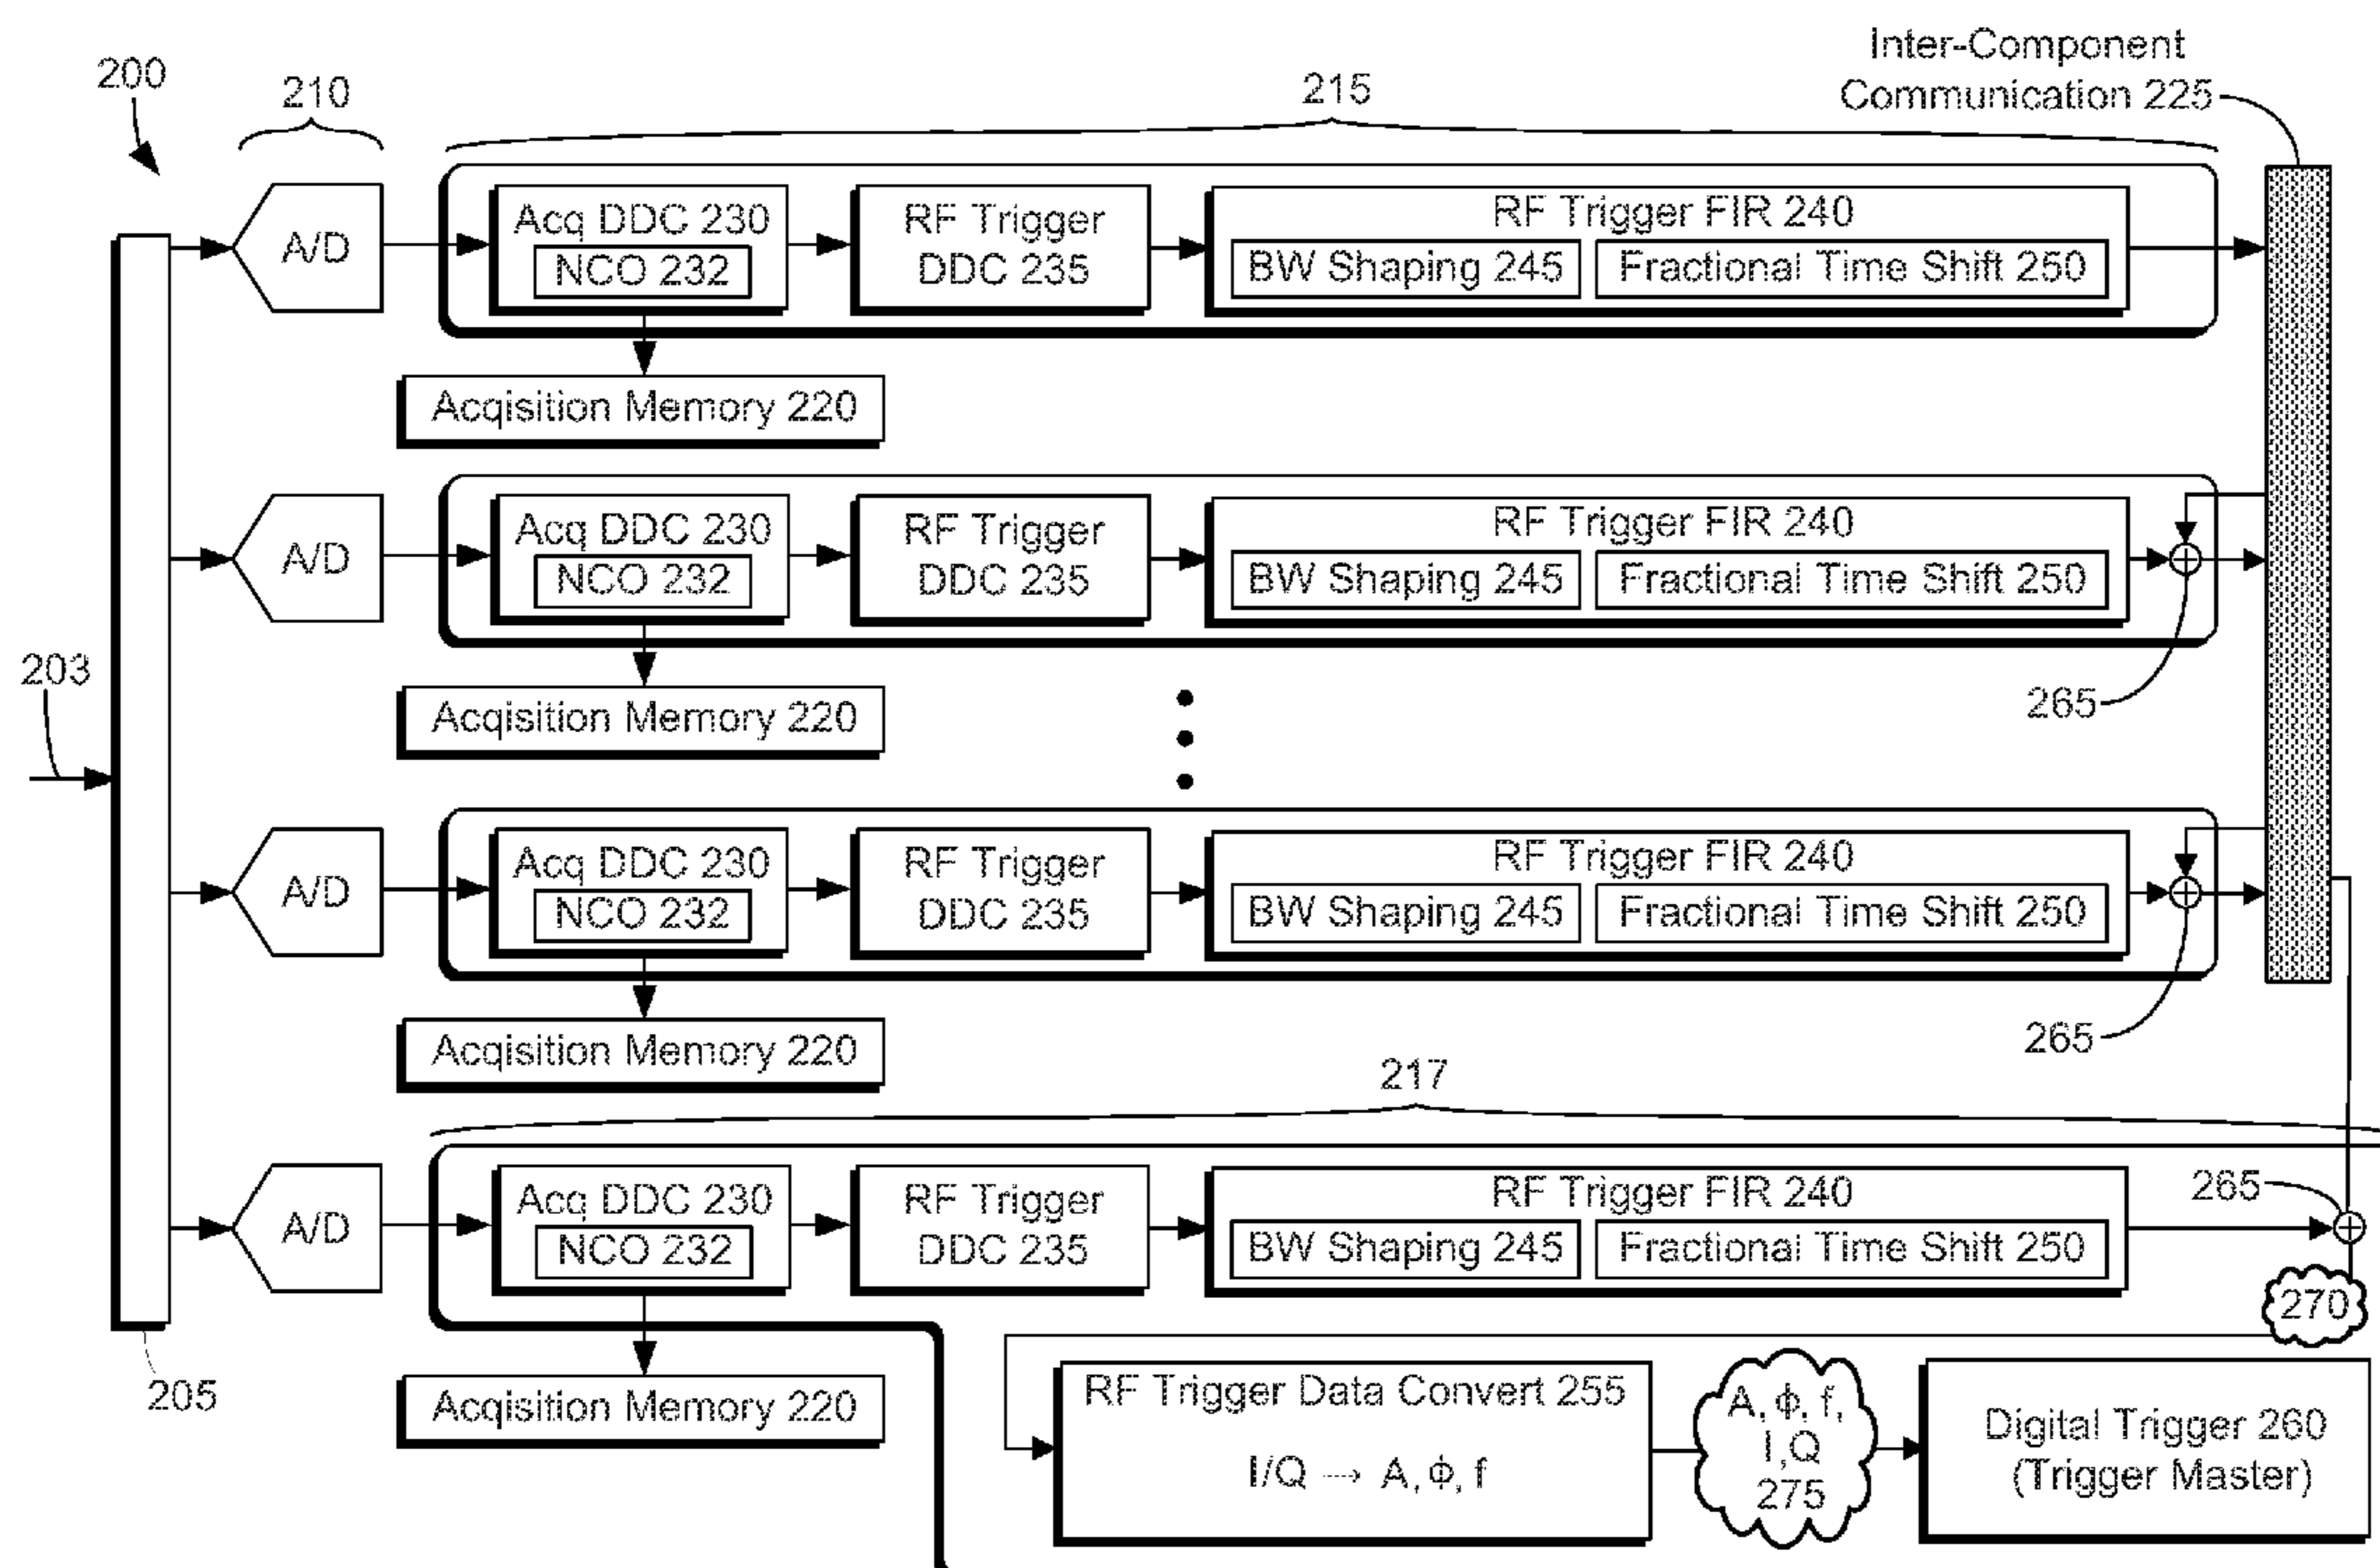 Inter-Component
Communication 225
200
210
215
A/D
Acq DDC 230
NCO 232
RF Trigger
DDC 235
RF Trigger FIR 240
BW Shaping 245
Fractional Time Shift 250
Acqisition Memory 220
A/D
Acq DDC 230
NCO 232
RF Trigger
DDC 235
RF Trigger FIR 240
BW Shaping 245
Fractional Time Shift 250
203
265
Acqisition Memory 220
A/D
Acq DDC 230
NCO 232
RF Trigger
DDC 235
RF Trigger FIR 240
BW Shaping 245
Fractional Time Shift 250
265
Acqisition Memory 220
217
A/D
Acq DDC 230
NCO 232
RF Trigger
DDC 235
RF Trigger FIR 240
BW Shaping 245
Fractional Time Shift 250
265
270
205
Acqisition Memory 220
RF Trigger Data Convert 255
I/Q → A, ϕ, f
A, ϕ, f,
I,Q
275
Digital Trigger 260
(Trigger Master)